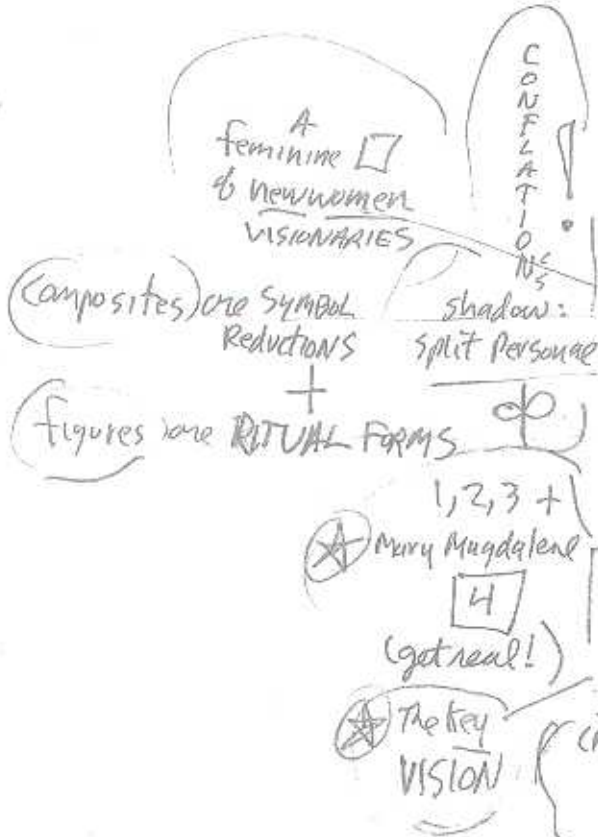 A
feminine
of newwomen
VISIONARIES
CONFLATIONS
!
(Composites) are SYMBOL
Reductions
+
figures are RITUAL FORMS
shadow:
split Personae
1, 2, 3 +
Mary Magdalene
4
(get real!)
The Key
VISION